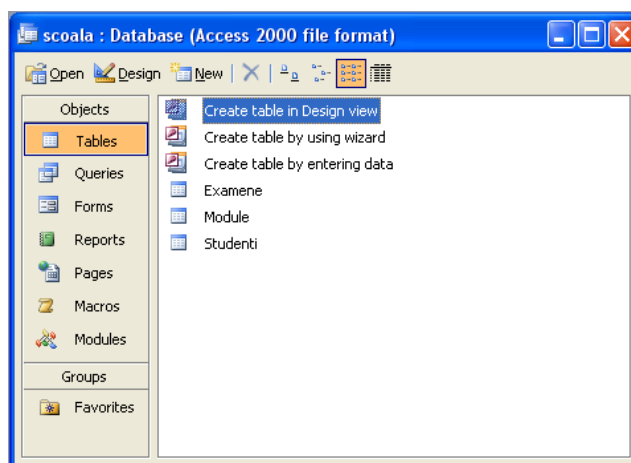 scoala : Database (Access 2000 file format)
Open Design New
Objects
Tables
Queries
Forms
Reports
Pages
Macros
Modules
Groups
Favorites
Create table in Design view
Create table by using wizard
Create table by entering data
Examene
Module
Studenti